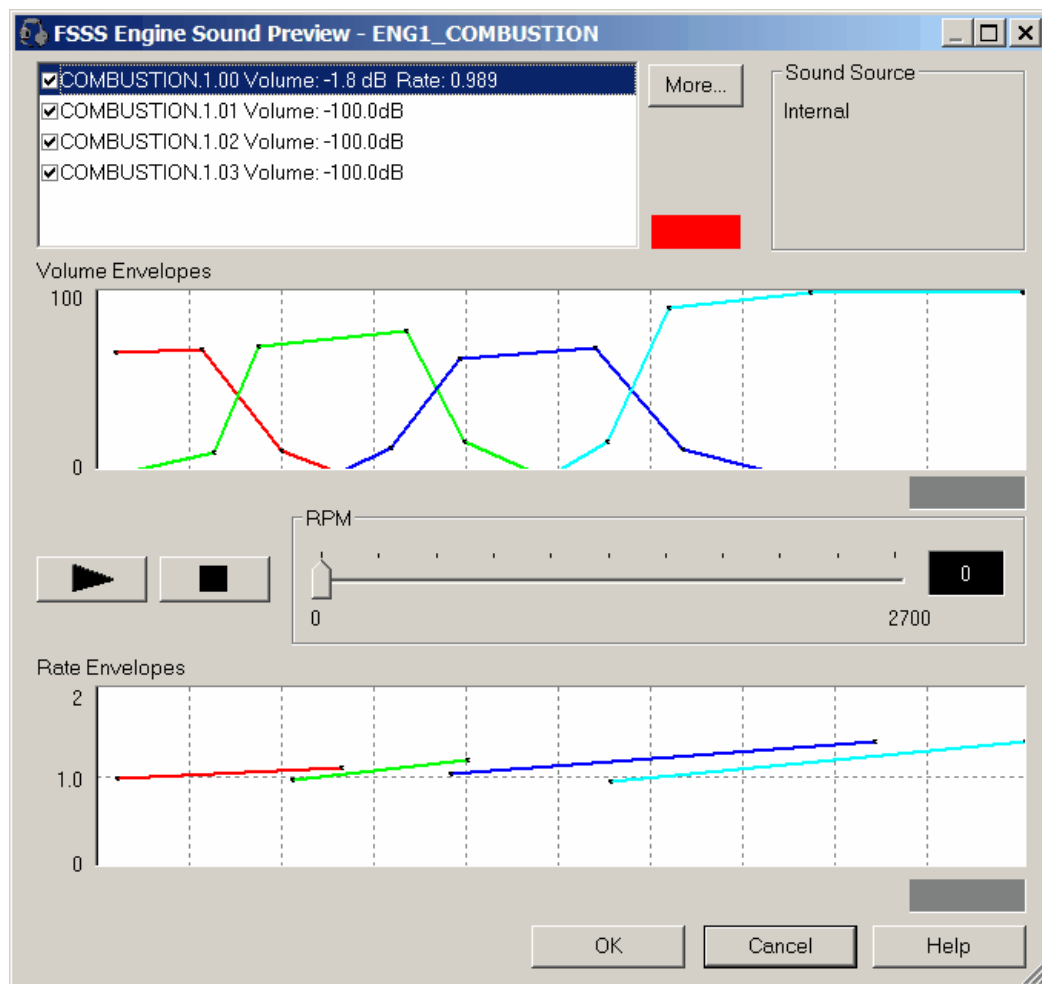 FSSS Engine Sound Preview - ENG1_COMBUSTION
COMBUSTION.1.00 Volume: -1.8 dB  Rate: 0.989
COMBUSTION.1.01 Volume: -100.0dB
COMBUSTION.1.02 Volume: -100.0dB
COMBUSTION.1.03 Volume: -100.0dB
More...
Sound Source
Internal
Volume Envelopes
100
0
RPM
0
0
2700
Rate Envelopes
2
1.0
0
OK
Cancel
Help